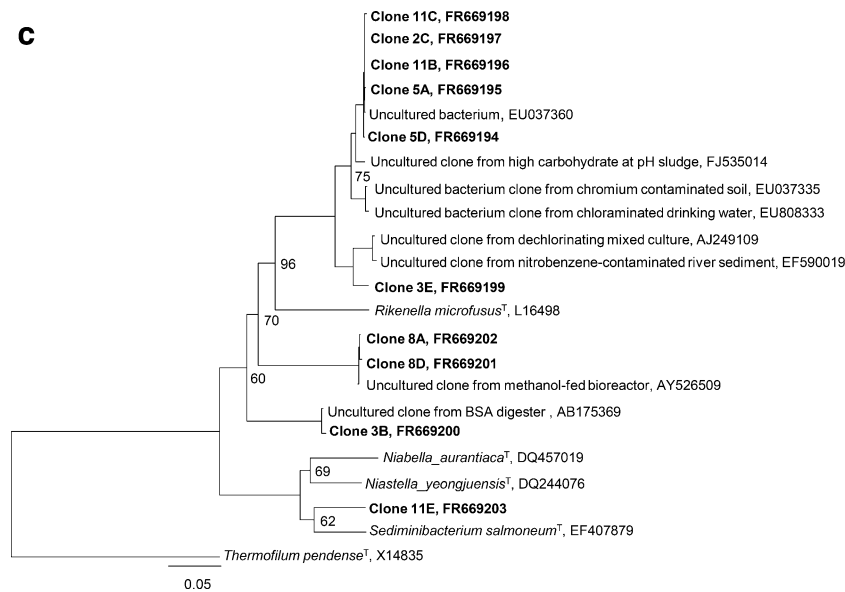 c
Clone 11C, FR669198
Clone 2C, FR669197
Clone 11B, FR669196
Clone 5A, FR669195
Uncultured bacterium, EU037360
Clone 5D, FR669194
Uncultured clone from high carbohydrate at pH sludge, FJ535014
75
Uncultured bacterium clone from chromium contaminated soil, EU037335
Uncultured bacterium clone from chloraminated drinking water, EU808333
Uncultured clone from dechlorinating mixed culture, AJ249109
96
Uncultured clone from nitrobenzene-contaminated river sediment, EF590019
Clone 3E, FR669199
Rikenella microfususT, L16498
70
Clone 8A, FR669202
Clone 8D, FR669201
60
Uncultured clone from methanol-fed bioreactor, AY526509
Uncultured clone from BSA digester , AB175369
Clone 3B, FR669200
Niabella_aurantiacaT, DQ457019
69
Niastella_yeongjuensisT, DQ244076
Clone 11E, FR669203
62
Sediminibacterium salmoneumT, EF407879
Thermofilum pendenseT, X14835
0.05